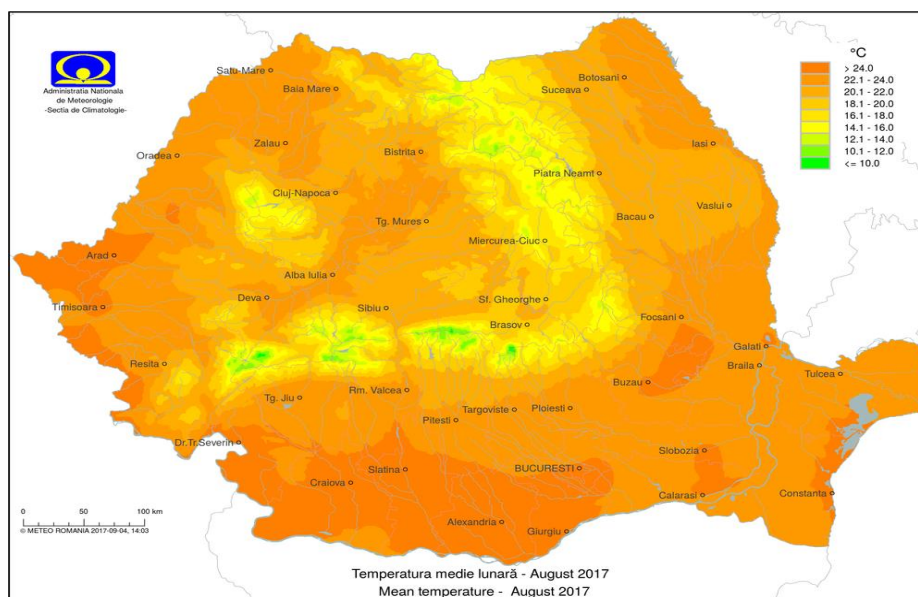 Administratia Nationala
de Meteorologie
-Sectia de Climatologie-
°C
> 24.0
22.1 - 24.0
20.1 - 22.0
18.1 - 20.0
16.1 - 18.0
14.1 - 16.0
12.1 - 14.0
10.1 - 12.0
<= 10.0
Satu-Mare
Botosani
Baia Mare
Suceava
Zalau
Iasi
Oradea
Bistrita
Piatra Neamt
Cluj-Napoca
Vaslui
Tg. Mures
Bacau
Miercurea-Ciuc
Arad
Alba Iulia
Deva
Sf. Gheorghe
Timisoara
Sibiu
Focsani
Brasov
Galati
Resita
Braila
Tulcea
Buzau
Rm. Valcea
Tg. Jiu
Targoviste
Ploiesti
Pitesti
Dr.Tr.Severin
Slobozia
Slatina
BUCURESTI
Craiova
Calarasi
Constanta
Alexandria
Giurgiu
0 50 100 km
© METEO ROMANIA 2017-09-04, 14:03
Temperatura medie lunară - August 2017
Mean temperature - August 2017